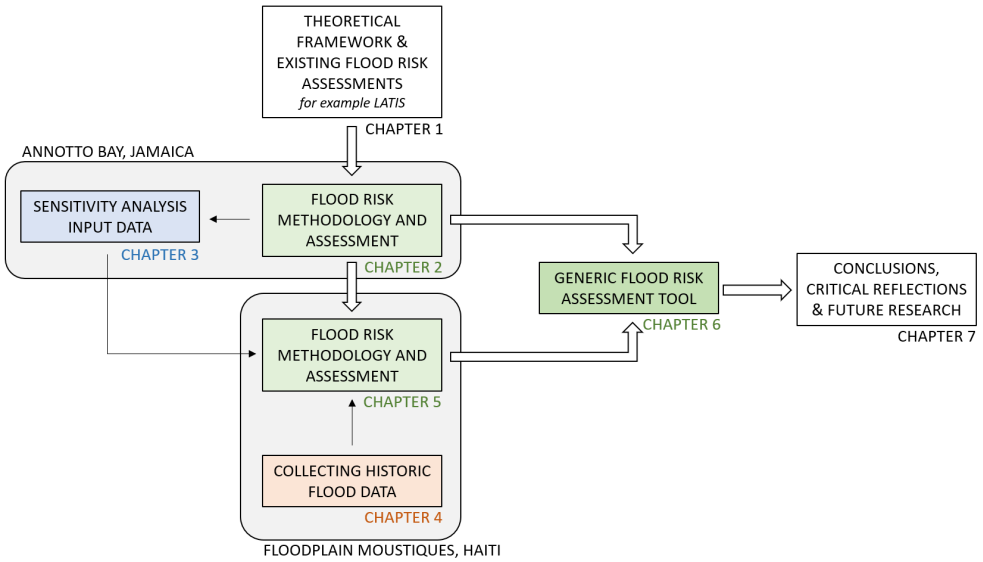 THEORETICAL
FRAMEWORK &
EXISTING FLOOD RISK
ASSESSMENTS
for example LATIS
CHAPTER 1
ANNOTTO BAY, JAMAICA
SENSITIVITY ANALYSIS
INPUT DATA
CHAPTER 3
FLOOD RISK
METHODOLOGY AND
ASSESSMENT
CHAPTER 2
FLOOD RISK
METHODOLOGY AND
ASSESSMENT
CHAPTER 5
COLLECTING HISTORIC
FLOOD DATA
CHAPTER 4
FLOODPLAIN MOUSTIQUES, HAITI
GENERIC FLOOD RISK
ASSESSMENT TOOL
CHAPTER 6
CONCLUSIONS,
CRITICAL REFLECTIONS
& FUTURE RESEARCH
CHAPTER 7